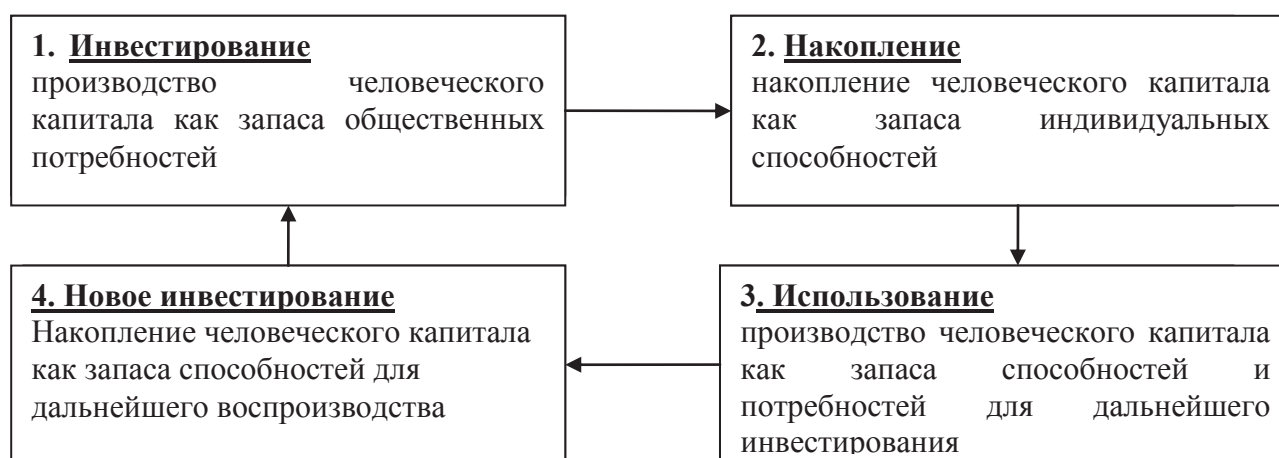 1. Инвестирование
производство человеческого
капитала как запаса общественных
потребностей
2. Накопление
накопление человеческого капитала
как запаса индивидуальных
способностей
4. Новое инвестирование
Накопление человеческого капитала
как запаса способностей для
дальнейшего воспроизводства
3. Использование
производство человеческого капитала
как запаса способностей и
потребностей для дальнейшего
инвестирования